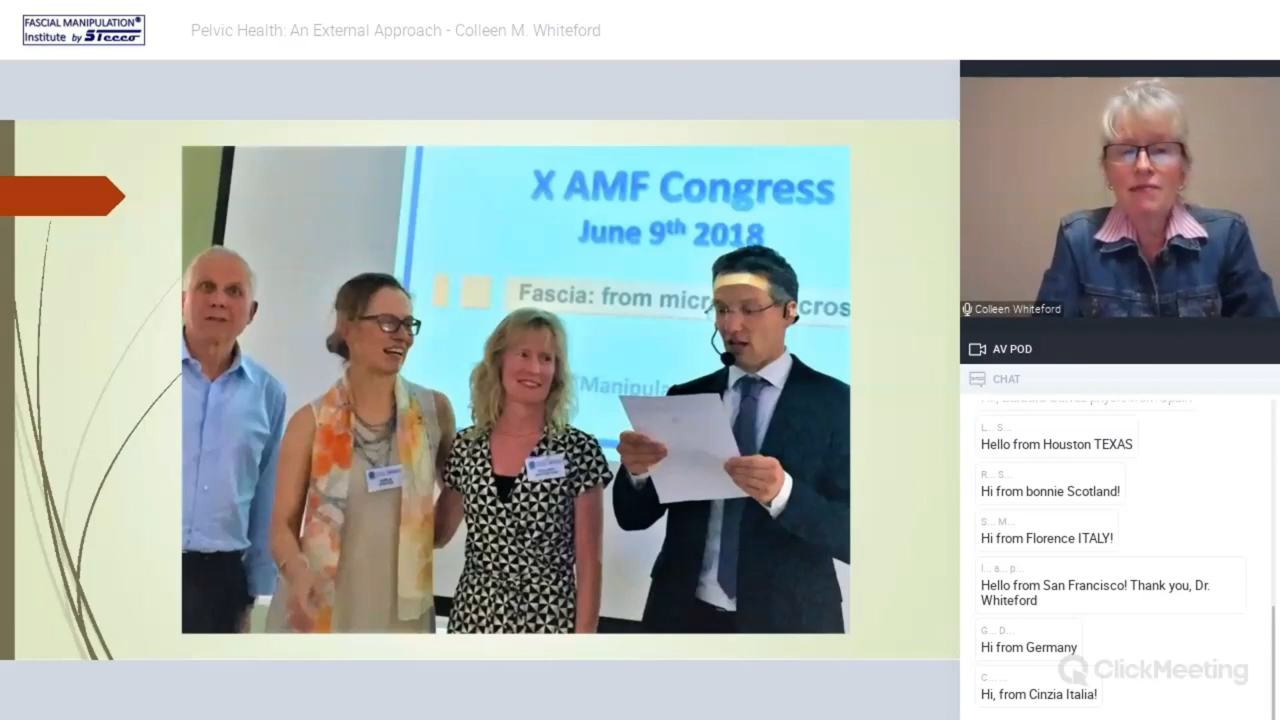 FASCIAL MANIPULATION®
Institute by Stecco
Pelvic Health: An External Approach - Colleen M. Whiteford
X AMF Congress
June 9th 2018
Fascia: from
Colleen Whiteford
AV POD
CHAT
L... S...
Hello from Houston TEXAS
R... S...
Hi from bonnie Scotland!
S... M...
Hi from Florence ITALY!
I... a... p...
Hello from San Francisco! Thank you, Dr.
Whiteford
G... D...
Hi from Germany
C... ...
Hi, from Cinzia Italia!
ClickMeeting